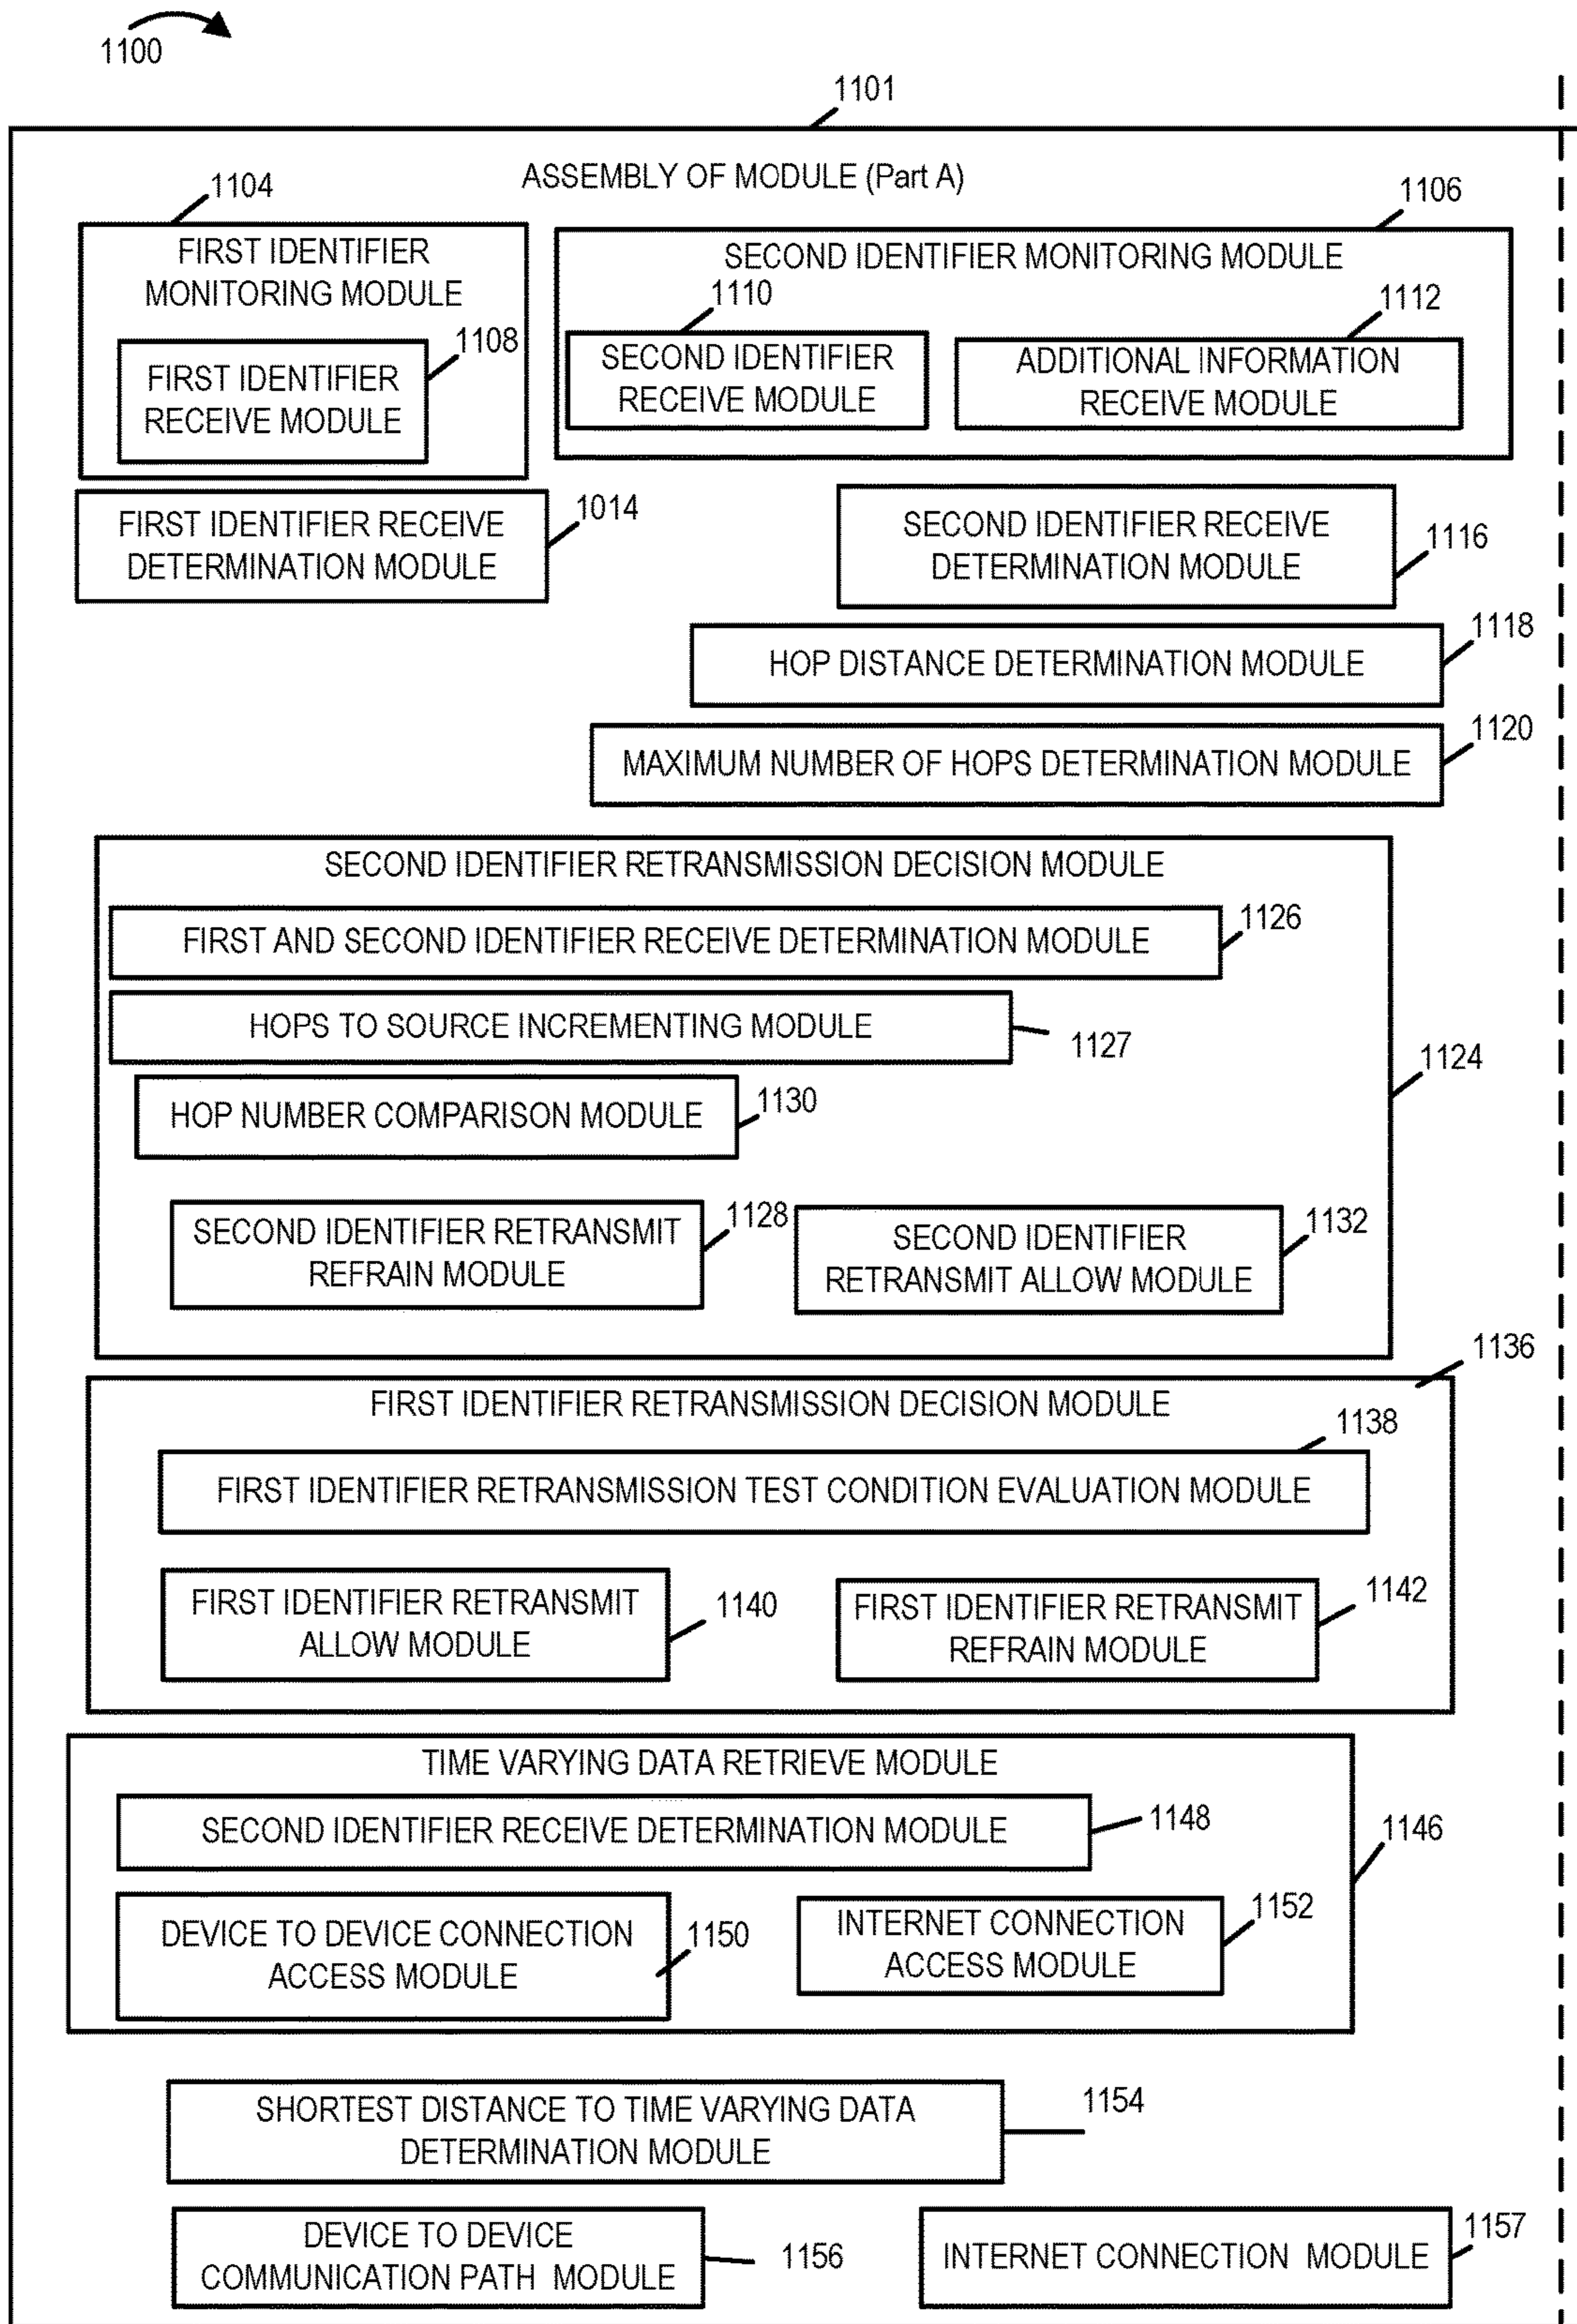 1100
1101
ASSEMBLY OF MODULE (Part A)
1104
1106
FIRST IDENTIFIER
MONITORING MODULE
SECOND IDENTIFIER MONITORING MODULE
1108
1110
1112
FIRST IDENTIFIER
RECEIVE MODULE
SECOND IDENTIFIER
RECEIVE MODULE
ADDITIONAL INFORMATION
RECEIVE MODULE
FIRST IDENTIFIER RECEIVE
DETERMINATION MODULE
1014
SECOND IDENTIFIER RECEIVE
DETERMINATION MODULE
1116
HOP DISTANCE DETERMINATION MODULE
1118
MAXIMUM NUMBER OF HOPS DETERMINATION MODULE
1120
SECOND IDENTIFIER RETRANSMISSION DECISION MODULE
1124
FIRST AND SECOND IDENTIFIER RECEIVE DETERMINATION MODULE
1126
HOPS TO SOURCE INCREMENTING MODULE
1127
HOP NUMBER COMPARISON MODULE
1130
SECOND IDENTIFIER RETRANSMIT
REFRAIN MODULE
1128
SECOND IDENTIFIER
RETRANSMIT ALLOW MODULE
1132
1136
FIRST IDENTIFIER RETRANSMISSION DECISION MODULE
1138
FIRST IDENTIFIER RETRANSMISSION TEST CONDITION EVALUATION MODULE
FIRST IDENTIFIER RETRANSMIT
ALLOW MODULE
1140
FIRST IDENTIFIER RETRANSMIT
REFRAIN MODULE
1142
TIME VARYING DATA RETRIEVE MODULE
1146
SECOND IDENTIFIER RECEIVE DETERMINATION MODULE
1148
DEVICE TO DEVICE CONNECTION
ACCESS MODULE
1150
INTERNET CONNECTION
ACCESS MODULE
1152
SHORTEST DISTANCE TO TIME VARYING DATA
DETERMINATION MODULE
1154
DEVICE TO DEVICE
COMMUNICATION PATH MODULE
1156
INTERNET CONNECTION MODULE
1157